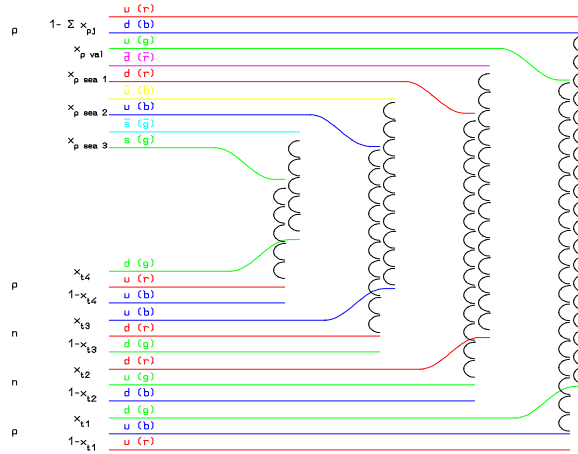 u (r)
p 1- Σ x_pj d (b)
x_p val u (g)
d̄ (r̄)
x_p sea 1 d (r)
ū (b̄)
x_p sea 2 u (b)
s̄ (ḡ)
x_p sea 3 s (g)
x_t4 d (g)
p u (r)
1-x_t4 u (b)
x_t3 u (b)
n d (r)
1-x_t3 d (g)
x_t2 d (r)
n u (g)
1-x_t2 d (b)
x_t1 d (g)
p u (b)
1-x_t1 u (r)